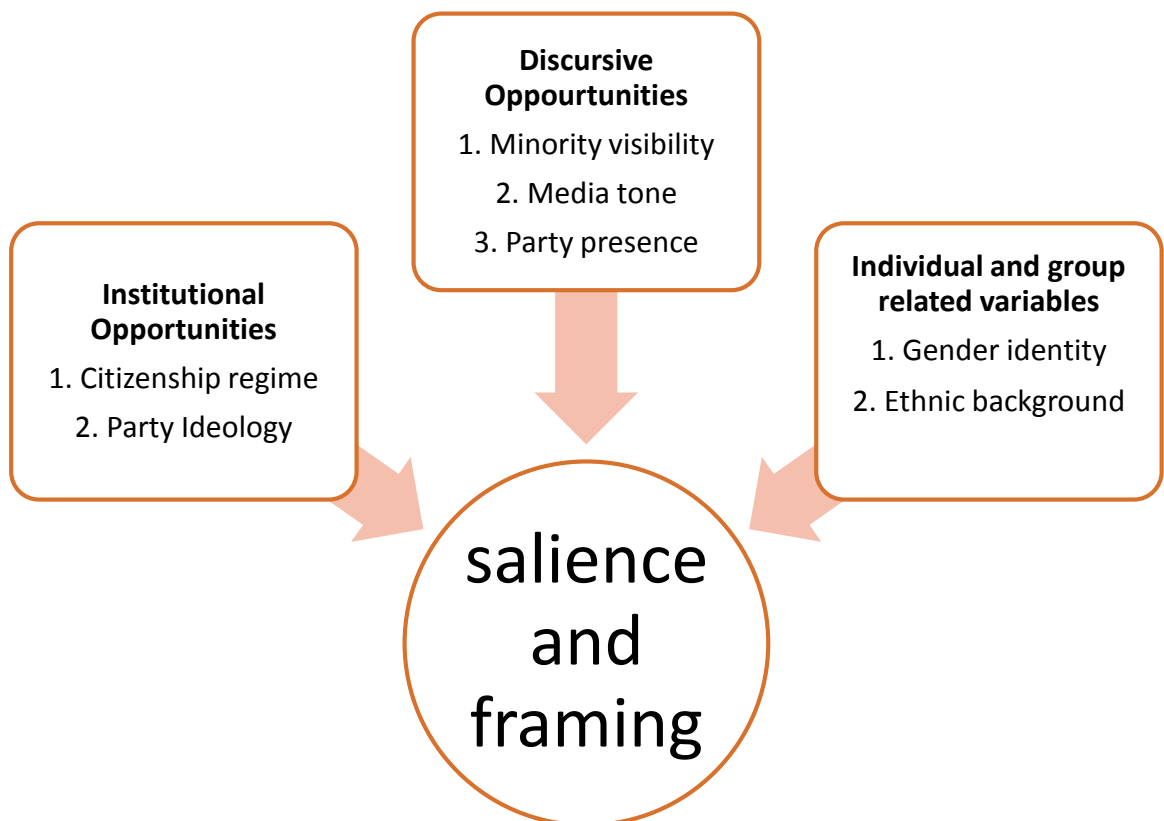 Discursive
Oppourtunities
1. Minority visibility
2. Media tone
3. Party presence
Institutional
Opportunities
1. Citizenship regime
2. Party Ideology
Individual and group
related variables
1. Gender identity
2. Ethnic background
salience
and
framing